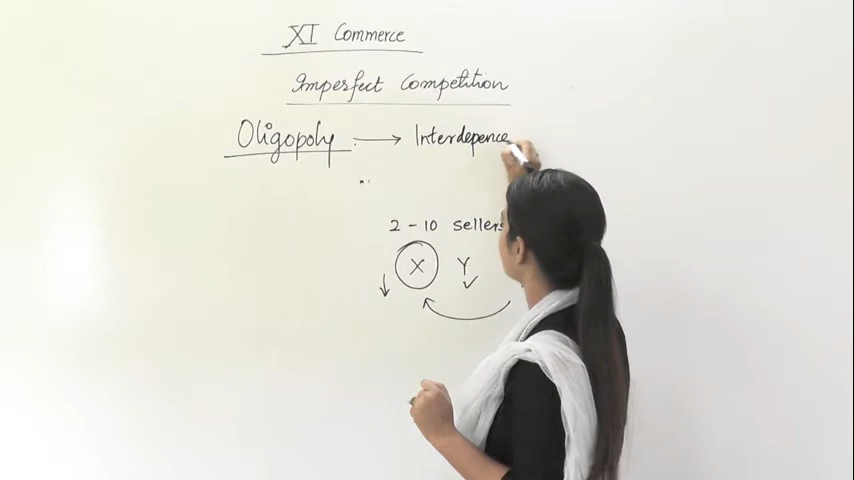 XI Commerce
Imperfect Competition
Oligopoly → Interdepence
2 - 10 sellers
X Y